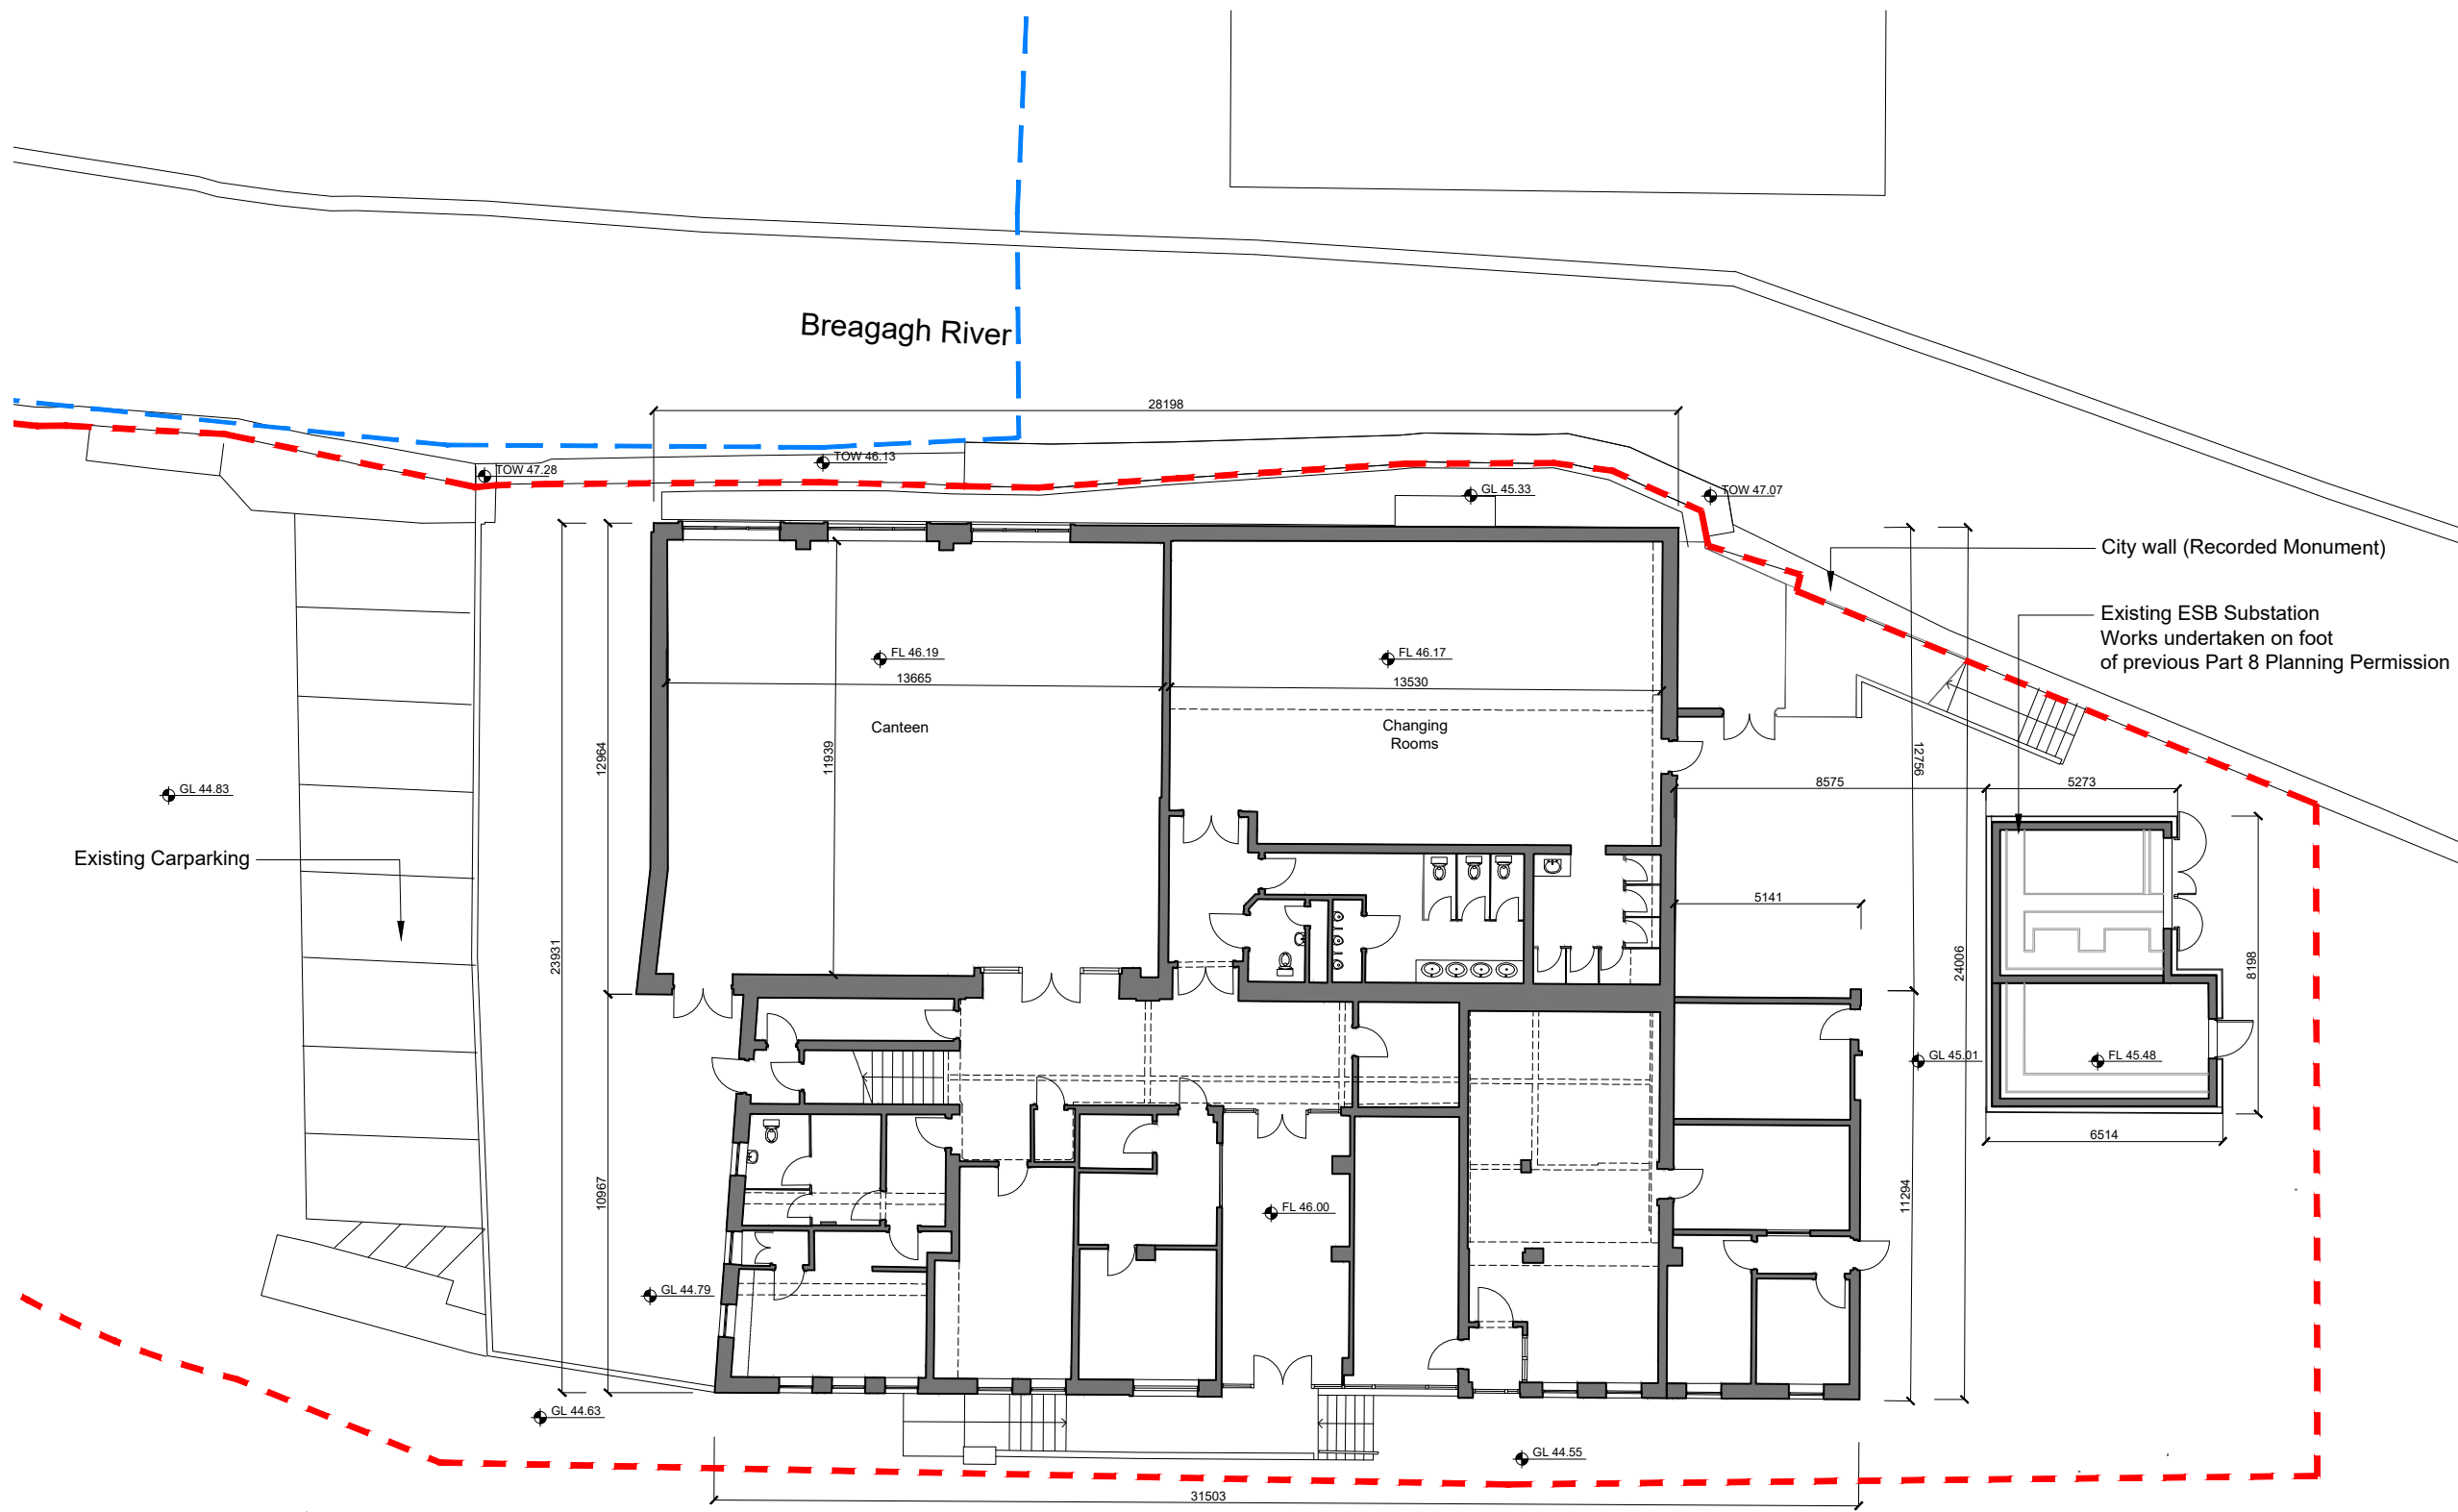 Breagagh River
28198
TOW 47.28
TOW 46.13
GL 45.33
TOW 47.07
City wall (Recorded Monument)
Existing ESB Substation
Works undertaken on foot
of previous Part 8 Planning Permission
FL 46.19
FL 46.17
13665
13530
Canteen
Changing
Rooms
12964
11939
12756
GL 44.83
8575
5273
Existing Carparking
5141
23931
24006
8198
GL 45.01
FL 45.48
6514
10967
11294
FL 46.00
GL 44.79
GL 44.63
GL 44.55
31503